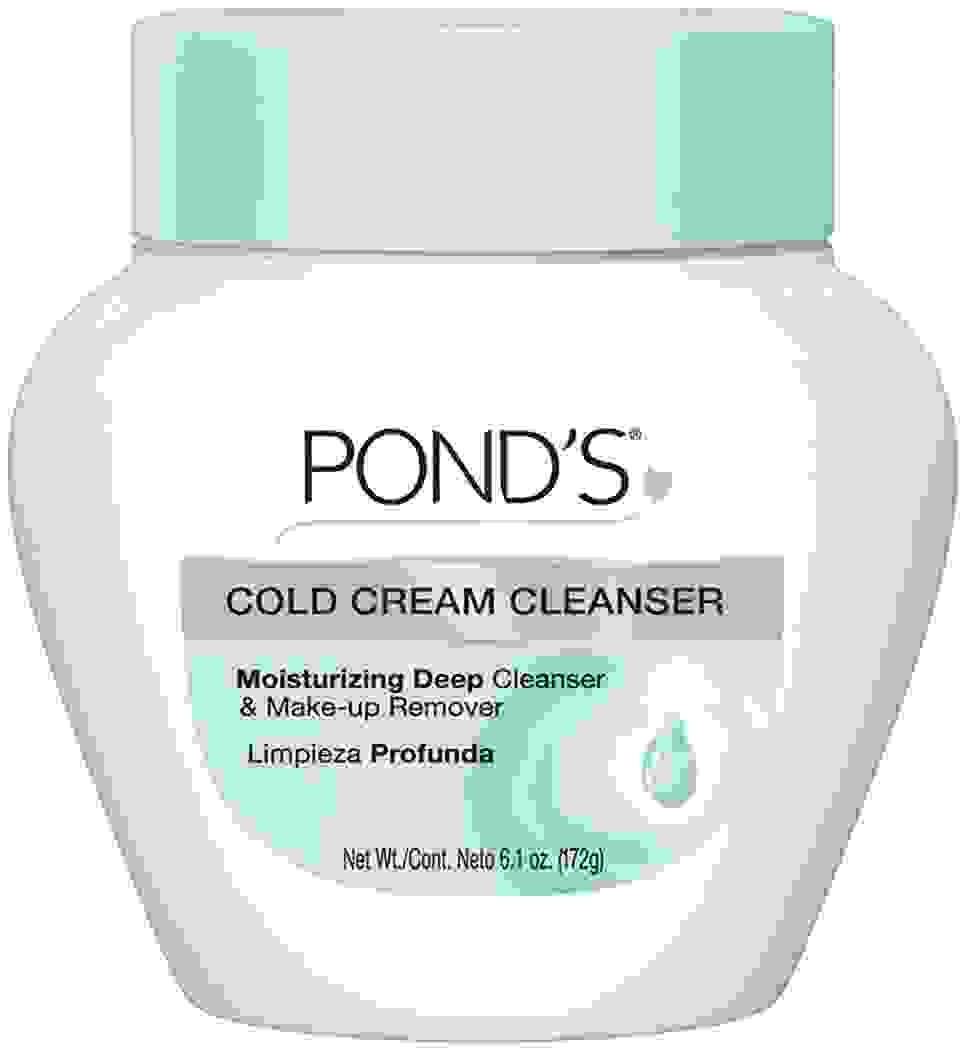 POND'S®
COLD CREAM CLEANSER
Moisturizing Deep Cleanser
& Make-up Remover
Limpieza Profunda
Net Wt./Cont. Neto 6.1 oz. (172g)